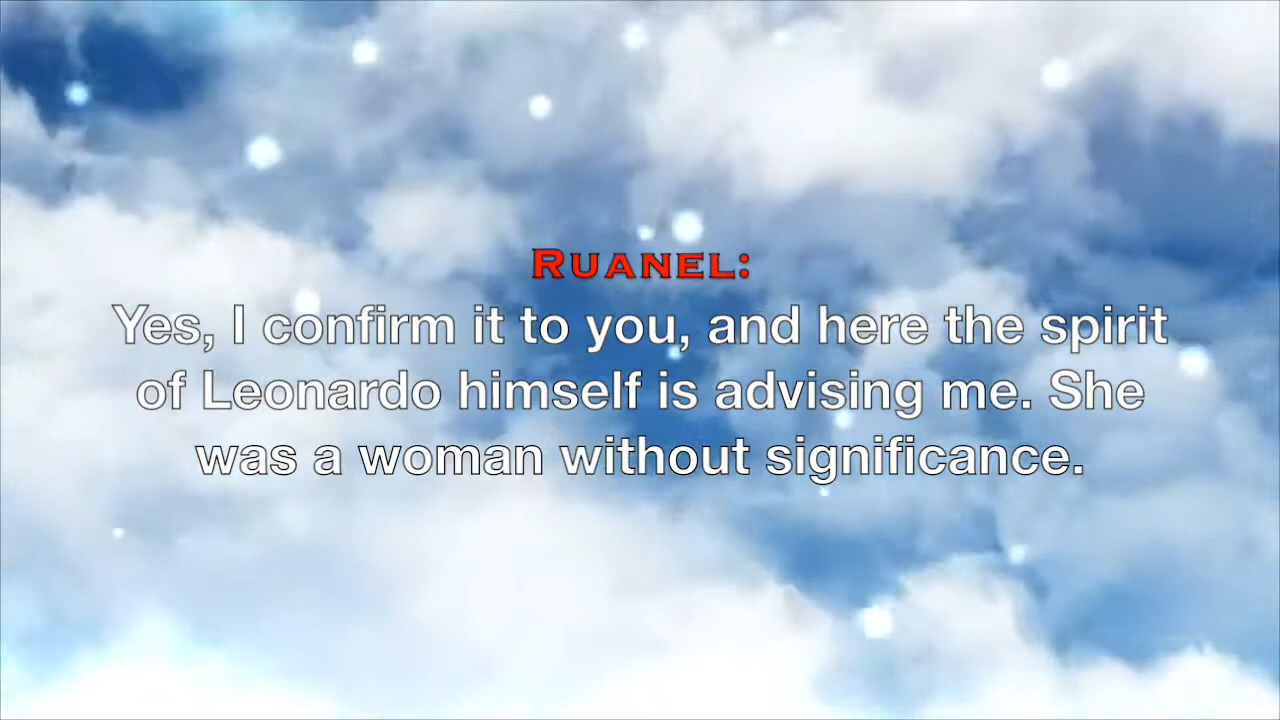 RUANEL:
Yes, I confirm it to you, and here the spirit
of Leonardo himself is advising me. She
was a woman without significance.